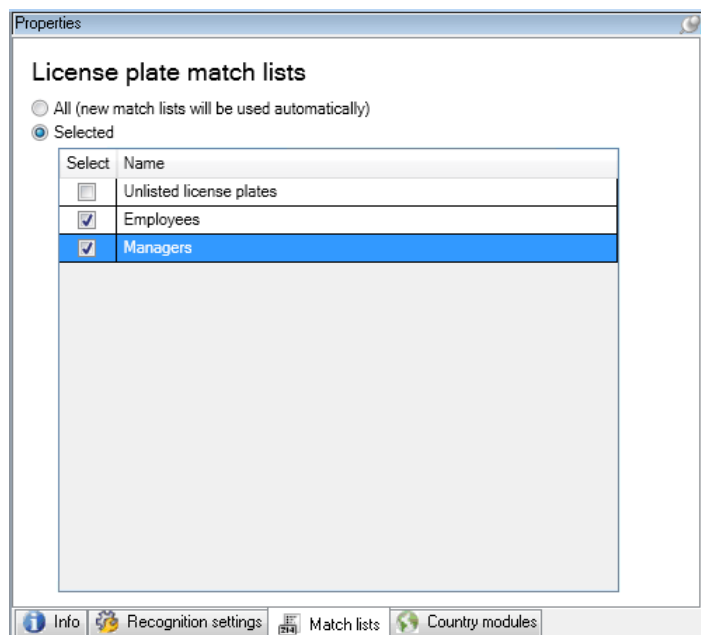 Properties
License plate match lists
All (new match lists will be used automatically)
Selected
Select Name
Unlisted license plates
Employees
Managers
Info Recognition settings Match lists Country modules